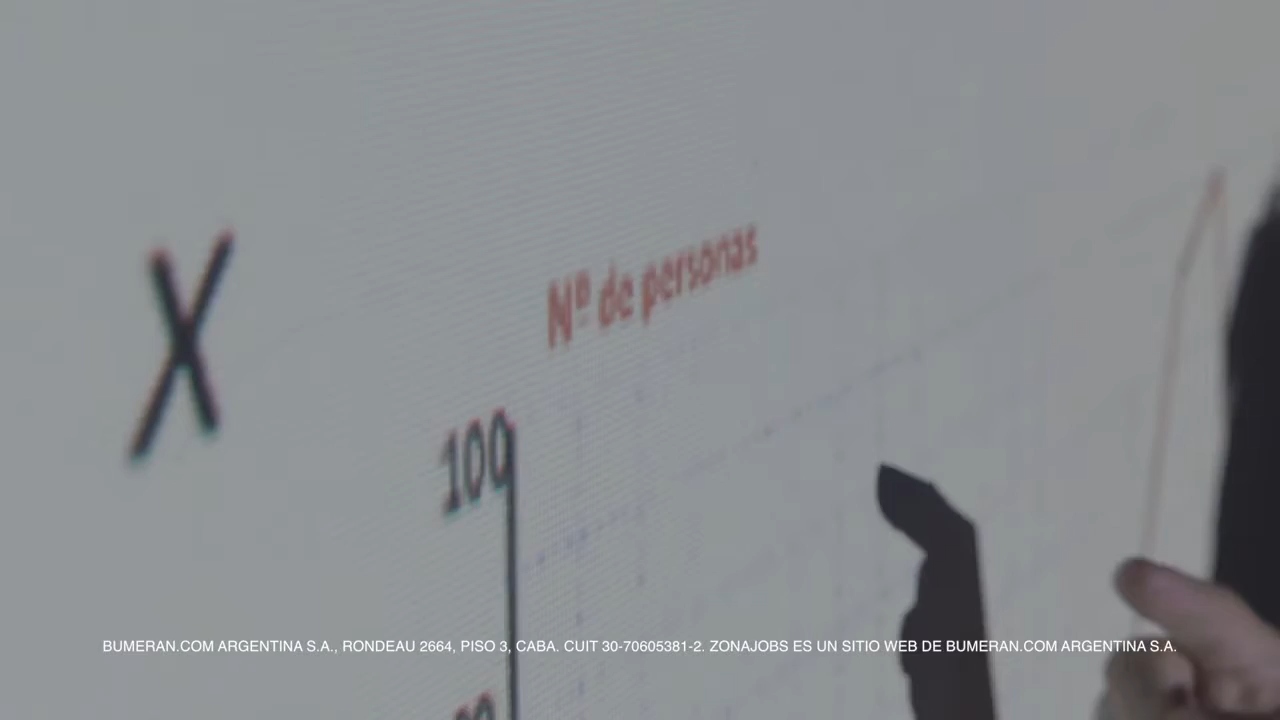 X
Nº de personas
100
BUMERAN.COM ARGENTINA S.A., RONDEAU 2664, PISO 3, CABA. CUIT 30-70605381-2. ZONAJOBS ES UN SITIO WEB DE BUMERAN.COM ARGENTINA S.A.